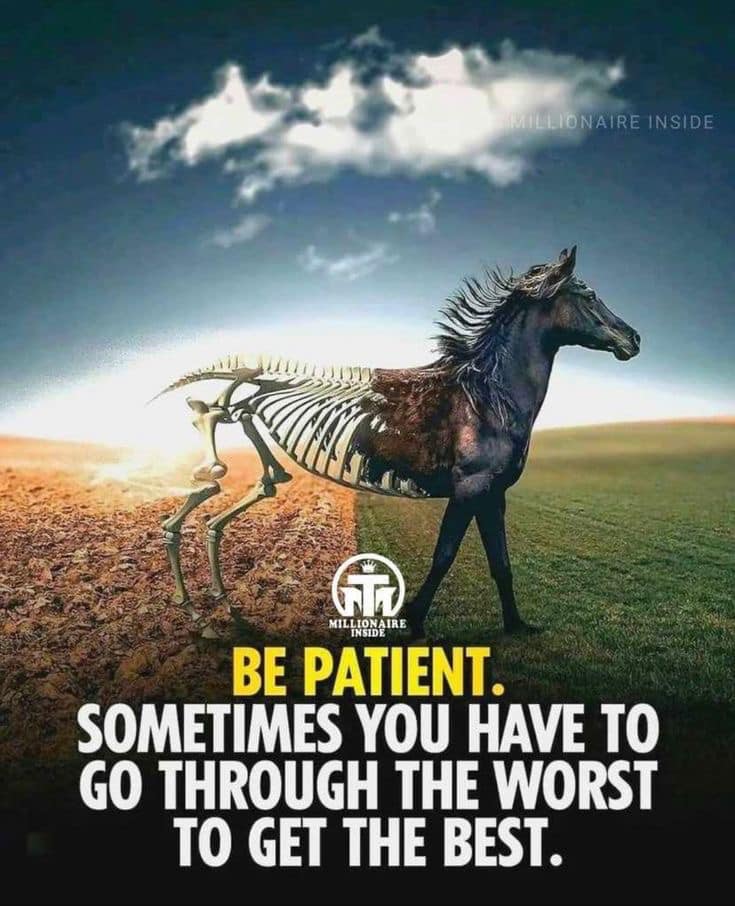 MILLIONAIRE INSIDE
MILLIONAIRE
INSIDE
BE PATIENT.
SOMETIMES YOU HAVE TO
GO THROUGH THE WORST
TO GET THE BEST.